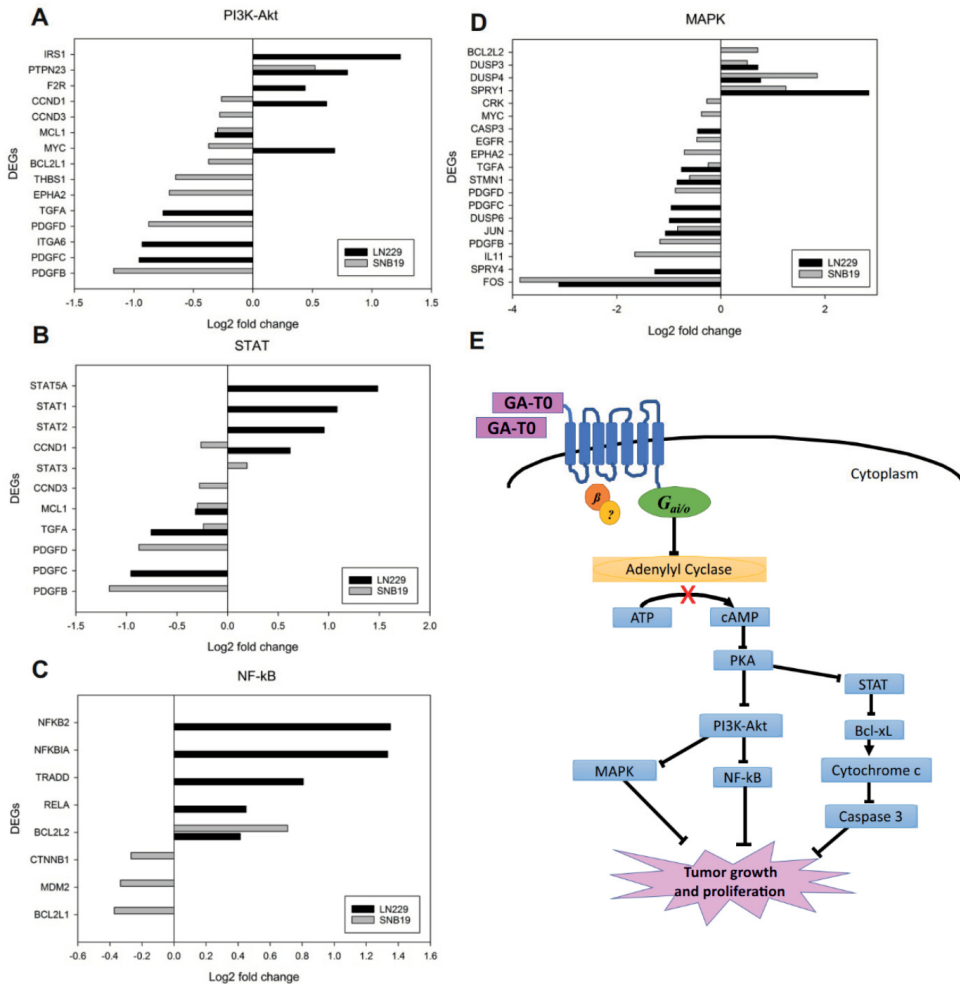 A
PI3K-Akt
DEGs
IRS1
PTPN23
F2R
CCND1
CCND3
MCL1
MYC
BCL2L1
THBS1
EPHA2
TGFA
PDGFD
ITGA6
PDGFC
PDGFB
LN229
SNB19
-1.5 -1.0 -0.5 0.0 0.5 1.0 1.5
Log2 fold change
B
STAT
DEGs
STAT5A
STAT1
STAT2
CCND1
STAT3
CCND3
MCL1
TGFA
PDGFD
PDGFC
PDGFB
LN229
SNB19
-1.5 -1.0 -0.5 0.0 0.5 1.0 1.5 2.0
Log2 fold change
C
NF-kB
DEGs
NFKB2
NFKBIA
TRADD
RELA
BCL2L2
CTNNB1
MDM2
BCL2L1
LN229
SNB19
-0.6 -0.4 -0.2 0.0 0.2 0.4 0.6 0.8 1.0 1.2 1.4 1.6
Log2 fold change
D
MAPK
DEGs
BCL2L2
DUSP3
DUSP4
SPRY1
CRK
MYC
CASP3
EGFR
EPHA2
TGFA
STMN1
PDGFD
PDGFC
DUSP6
JUN
PDGFB
IL11
SPRY4
FOS
LN229
SNB19
-4 -2 0 2
Log2 fold change
E
GA-T0
GA-T0
Cytoplasm
β
?
Gai/o
Adenylyl Cyclase
ATP
cAMP
PKA
STAT
PI3K-Akt
Bcl-xL
MAPK
NF-kB
Cytochrome c
Caspase 3
Tumor growth
and proliferation